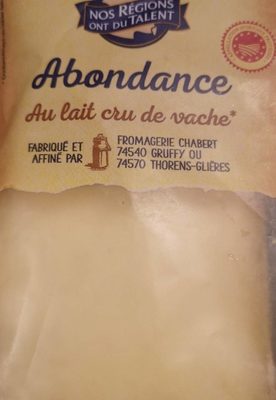 NOS RÉGIONS
ONT DU TALENT
Abondance
Au lait cru de vache*
FABRIQUÉ ET
AFFINÉ PAR
FROMAGERIE CHABERT
74540 GRUFFY OU
74570 THORENS-GLIÈRES